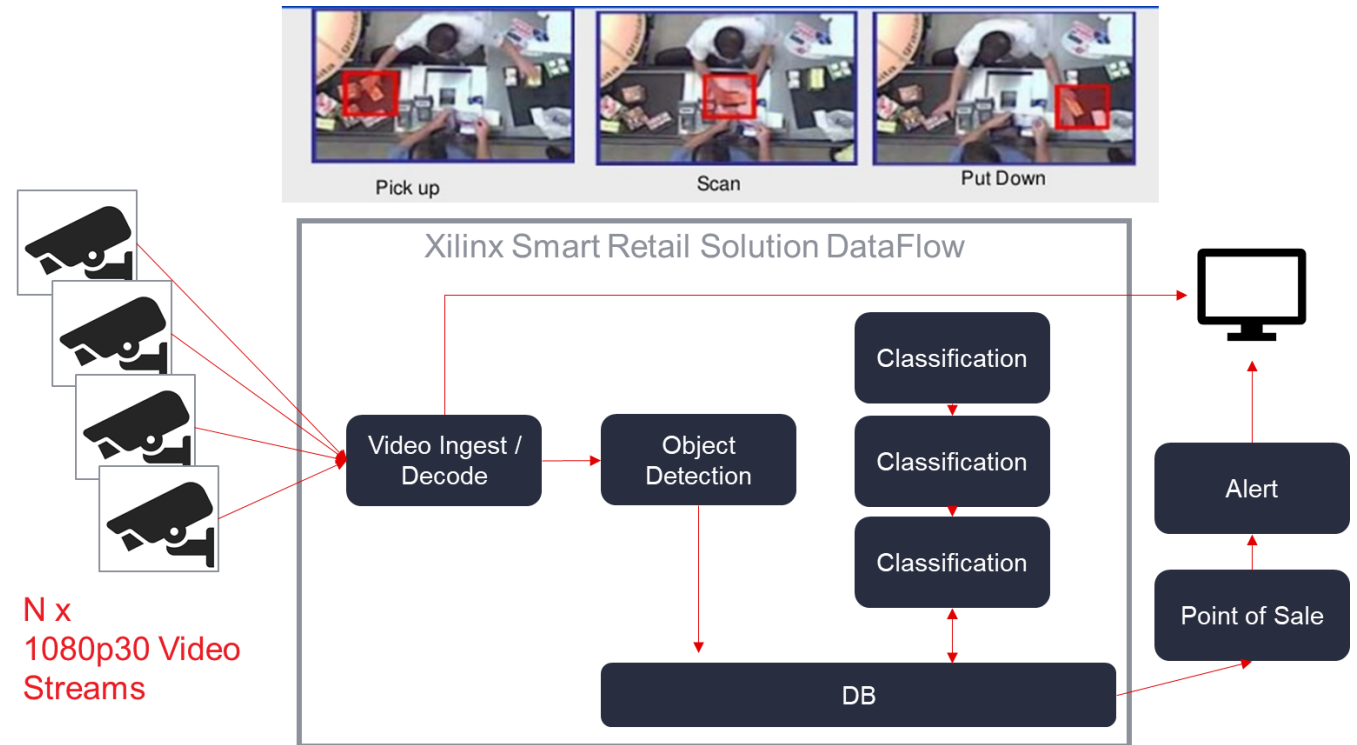 Pick up
Scan
Put Down
Xilinx Smart Retail Solution DataFlow
Classification
Video Ingest /
Decode
Object
Detection
Classification
Classification
Alert
Point of Sale
N x
1080p30 Video
Streams
DB